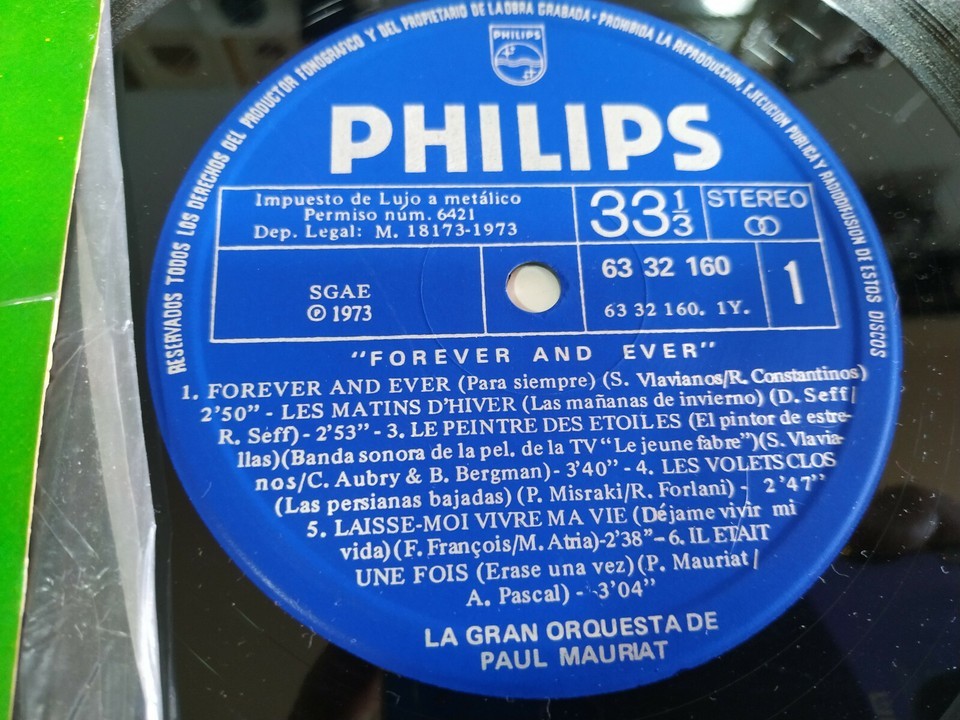 RESERVADOS TODOS LOS DERECHOS DEL PRODUCTOR FONOGRAFICO Y DEL PROPIETARIO DE LA OBRA GRABADA · PROHIBIDA LA REPRODUCCION, EJECUCION PUBLICA Y RADIODIFUSION DE ESTOS DISCOS
PHILIPS
PHILIPS
Impuesto de Lujo a metálico
Permiso núm. 6421
Dep. Legal: M. 18173-1973
33 1/3
STEREO
SGAE
℗ 1973
63 32 160
63 32 160. 1Y.
1
"FOREVER AND EVER"
1. FOREVER AND EVER (Para siempre) (S. Vlavianos/R. Constantinos)
2'50" - LES MATINS D'HIVER (Las mañanas de invierno) (D. Seff/
R. Seff) - 2'53" - 3. LE PEINTRE DES ETOILES (El pintor de estre-
llas)(Banda sonora de la pel. de la TV "Le jeune fabre")(S. Vlavia-
nos/C. Aubry & B. Bergman) - 3'40" - 4. LES VOLETS CLOS
(Las persianas bajadas) (P. Misraki/R. Forlani) - 2'47"
5. LAISSE-MOI VIVRE MA VIE (Déjame vivir mi
vida)(F. François/M. Atria)-2'38"-6. IL ETAIT
UNE FOIS (Erase una vez)(P. Mauriat/
A. Pascal) - 3'04"
LA GRAN ORQUESTA DE
PAUL MAURIAT